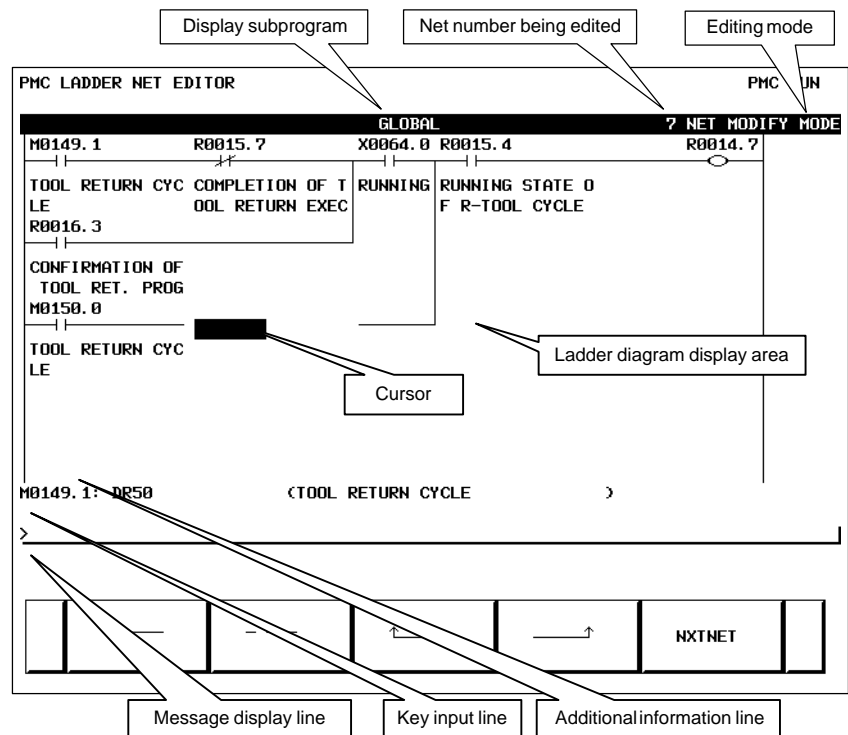 Display subprogram
Net number being edited
Editing mode
PMC LADDER NET EDITOR
PMC UN
GLOBAL
7 NET MODIFY MODE
M0149.1
R0015.7
X0064.0
R0015.4
R0014.7
TOOL RETURN CYC
COMPLETION OF T
RUNNING
RUNNING STATE O
LE
OOL RETURN EXEC
F R-TOOL CYCLE
R0016.3
CONFIRMATION OF
TOOL RET. PROG
M0150.0
TOOL RETURN CYC
LE
Ladder diagram display area
Cursor
M0149.1: DR50 (TOOL RETURN CYCLE )
>
NXTNET
Message display line
Key input line
Additional information line